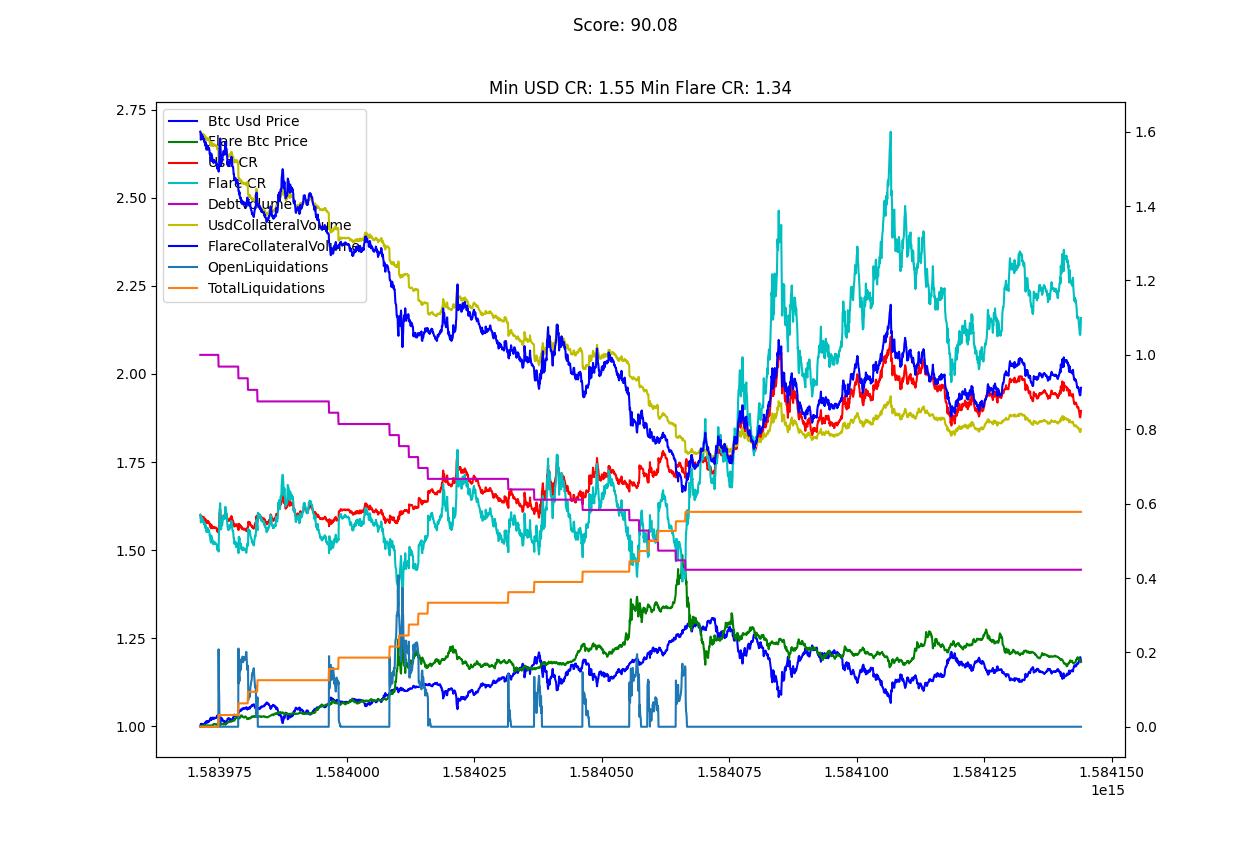 Score: 90.08
Min USD CR: 1.55 Min Flare CR: 1.34
2.75
2.50
2.25
2.00
1.75
1.50
1.25
1.00
Btc Usd Price
Flare Btc Price
Usd CR
Flare CR
DebtVolume
UsdCollateralVolume
FlareCollateralVolume
OpenLiquidations
TotalLiquidations
1.6
1.4
1.2
1.0
0.8
0.6
0.4
0.2
0.0
1.583975 1.584000 1.584025 1.584050 1.584075 1.584100 1.584125 1.584150
1e15